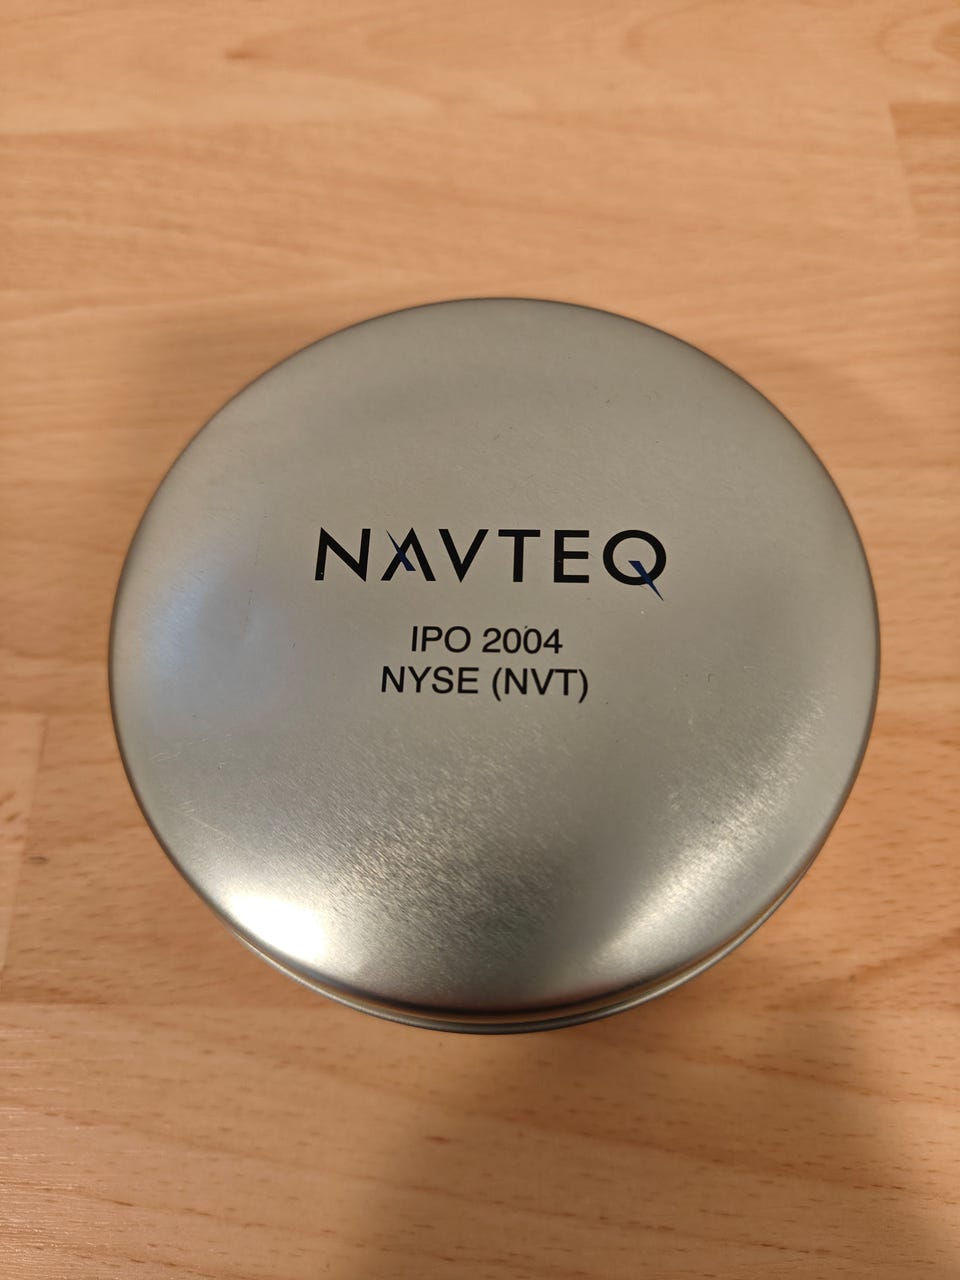 NAVTEQ
IPO 2004
NYSE (NVT)